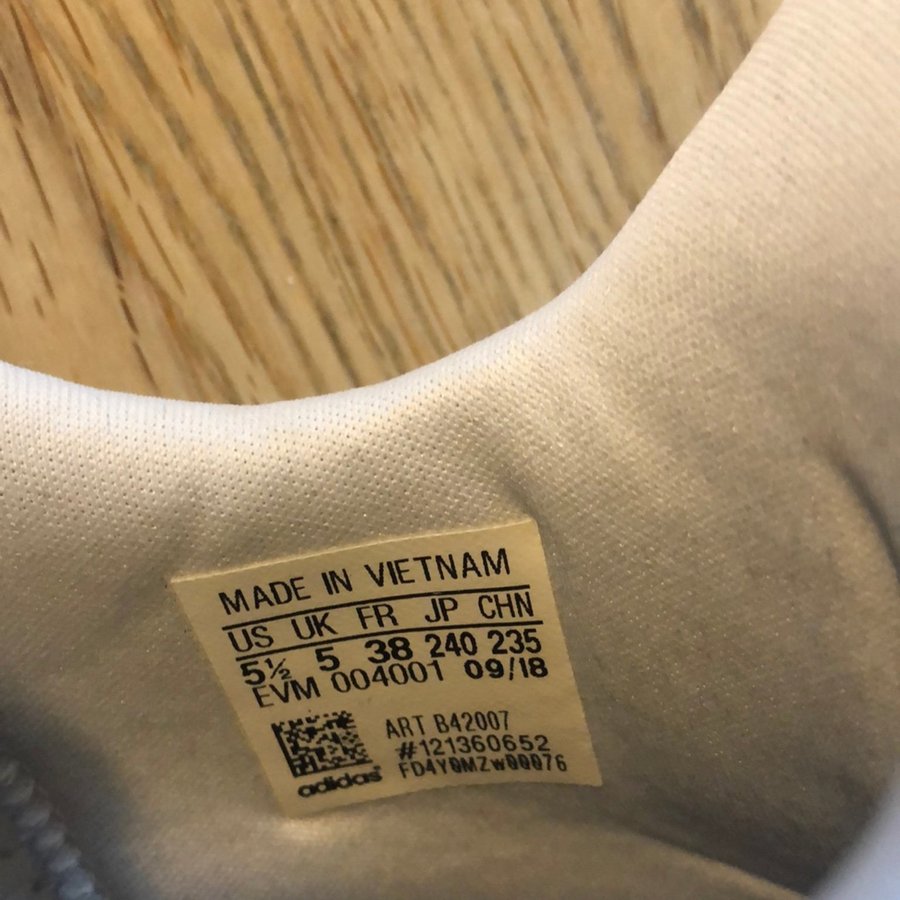 MADE IN VIETNAM
US UK FR JP CHN
5½ 5 38 240 235
EVM 004001 09/18
ART B42007
#121360652
adidas